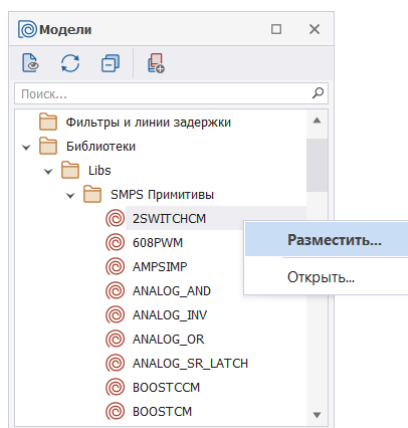 Модели
Поиск...
Фильтры и линии задержки
Библиотеки
Libs
SMPS Примитивы
2SWITCHCM
608PWM
AMPSIMP
ANALOG_AND
ANALOG_INV
ANALOG_OR
ANALOG_SR_LATCH
BOOSTCCM
BOOSTCM
Разместить...
Открыть...